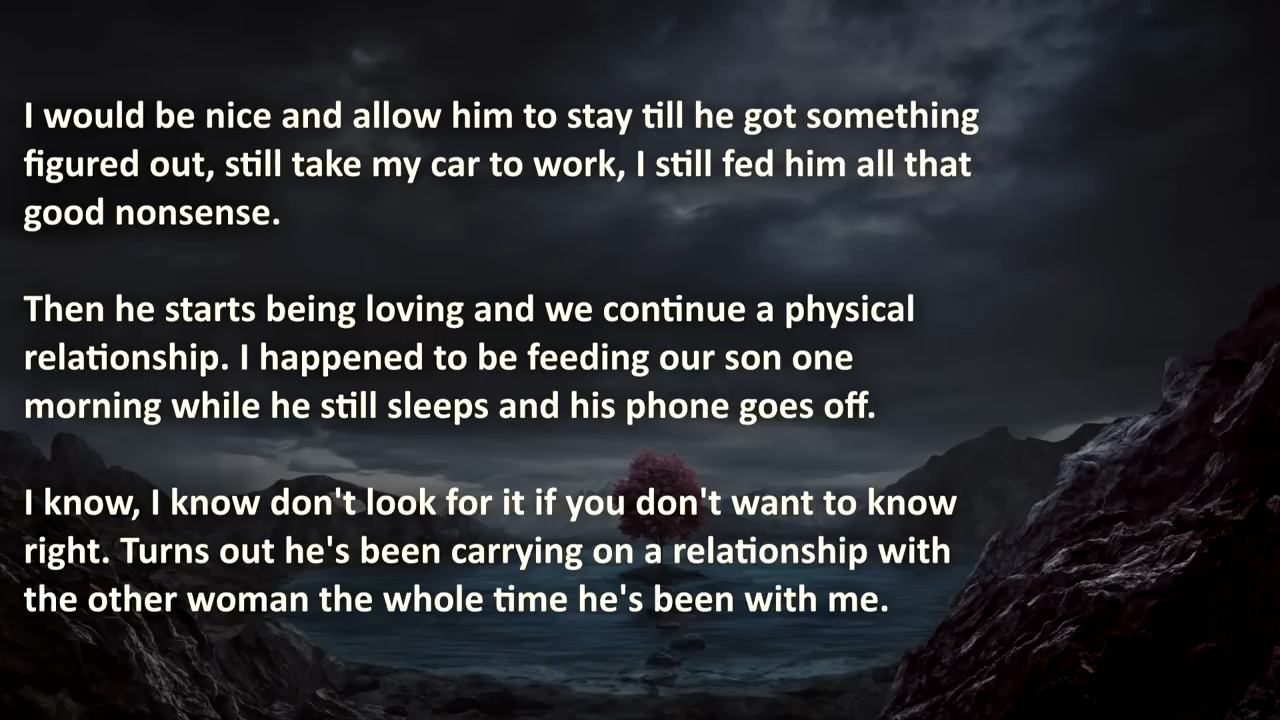 I would be nice and allow him to stay till he got something
figured out, still take my car to work, I still fed him all that
good nonsense.
Then he starts being loving and we continue a physical
relationship. I happened to be feeding our son one
morning while he still sleeps and his phone goes off.
I know, I know don't look for it if you don't want to know
right. Turns out he's been carrying on a relationship with
the other woman the whole time he's been with me.